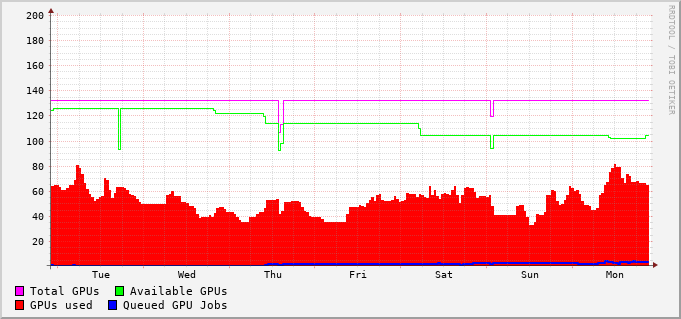 200
180
160
140
120
100
80
60
40
20
Tue Wed Thu Fri Sat Sun Mon
Total GPUs Available GPUs
GPUs used Queued GPU Jobs
RRDTOOL / TOBI OETIKER